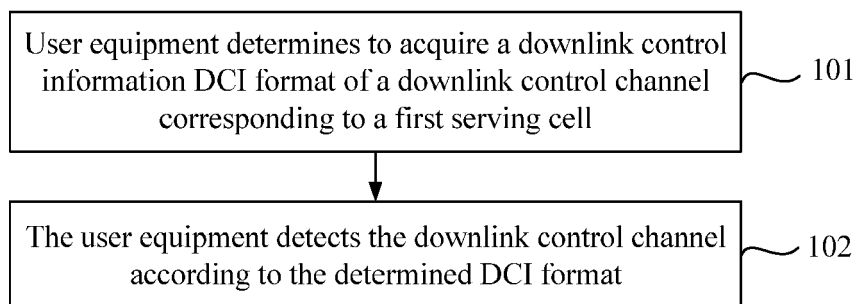 User equipment determines to acquire a downlink control
information DCI format of a downlink control channel
corresponding to a first serving cell
101
The user equipment detects the downlink control channel
according to the determined DCI format
102